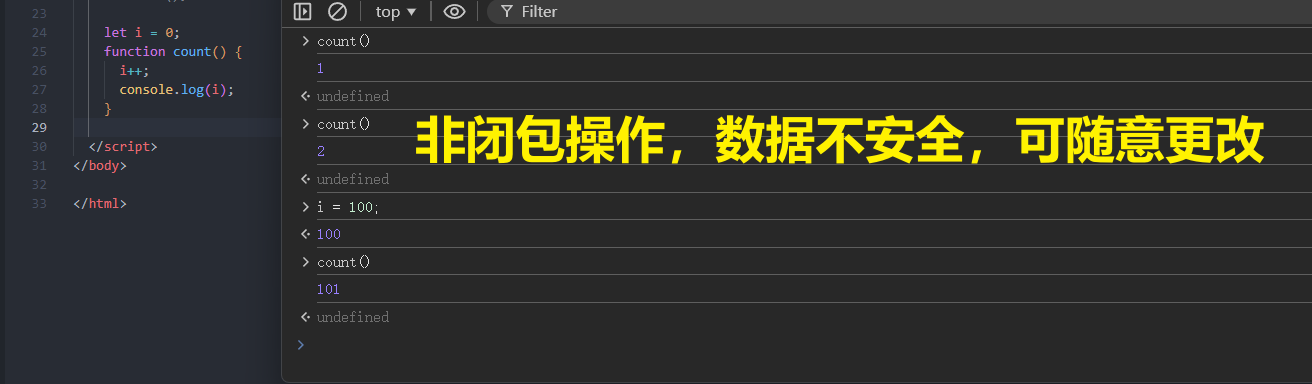 23
24 let i = 0;
25 function count() {
26 i++;
27 console.log(i);
28 }
29
30 </script>
31 </body>
32
33 </html>
top Filter
count()
1
undefined
count()
2
undefined
i = 100;
100
count()
101
undefined
非闭包操作，数据不安全，可随意更改